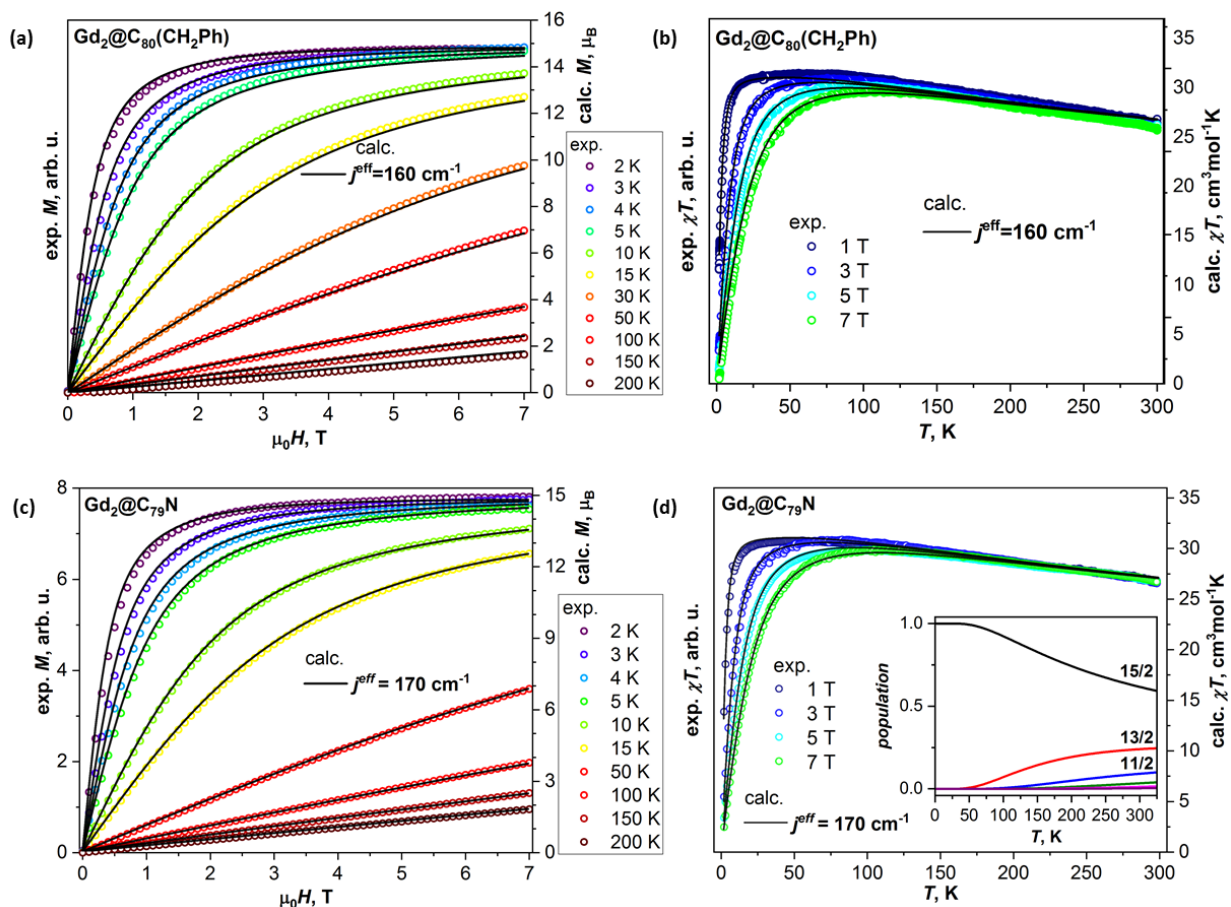 (a)
Gd₂@C₈₀(CH₂Ph)
exp. M, arb. u.
calc.
j^eff=160 cm⁻¹
0 1 2 3 4 5 6 7
μ₀H, T
0
2
4
6
8
10
12
14
16
calc. M, μ_B
exp.
2 K
3 K
4 K
5 K
10 K
15 K
30 K
50 K
100 K
150 K
200 K
(b)
Gd₂@C₈₀(CH₂Ph)
exp. χT, arb. u.
exp.
1 T
3 T
5 T
7 T
calc.
j^eff=160 cm⁻¹
0 50 100 150 200 250 300
T, K
0
5
10
15
20
25
30
35
calc. χT, cm³mol⁻¹K
(c)
Gd₂@C₇₉N
exp. M, arb. u.
8
6
4
2
0
calc.
j^eff = 170 cm⁻¹
0 1 2 3 4 5 6 7
μ₀H, T
0
3
6
9
12
15
calc. M, μ_B
exp.
2 K
3 K
4 K
5 K
10 K
15 K
50 K
100 K
150 K
200 K
(d)
Gd₂@C₇₉N
exp. χT, arb. u.
exp.
1 T
3 T
5 T
7 T
calc.
j^eff = 170 cm⁻¹
population
1.0
0.5
0.0
15/2
13/2
11/2
0 50 100 150 200 250 300
T, K
0 50 100 150 200 250 300
T, K
0
5
10
15
20
25
30
35
calc. χT, cm³mol⁻¹K